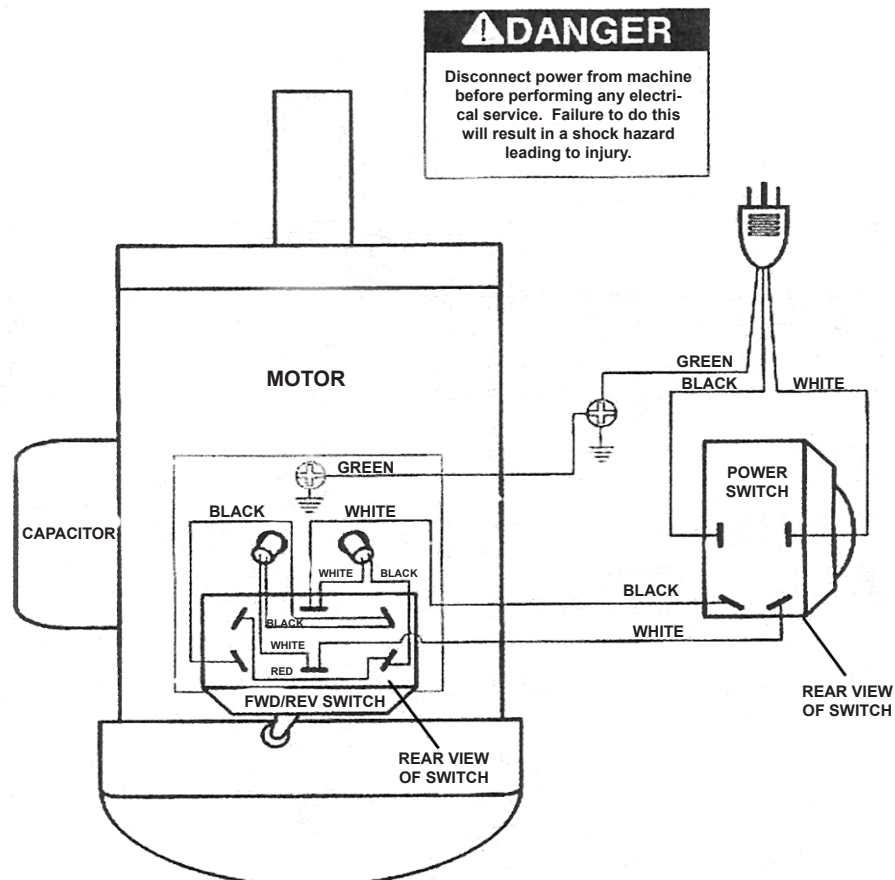 DANGER
Disconnect power from machine
before performing any electri-
cal service. Failure to do this
will result in a shock hazard
leading to injury.
GREEN
BLACK
WHITE
MOTOR
POWER
SWITCH
GREEN
CAPACITOR
BLACK
WHITE
WHITE
BLACK
BLACK
BLACK
WHITE
WHITE
RED
FWD/REV SWITCH
REAR VIEW
OF SWITCH
REAR VIEW
OF SWITCH